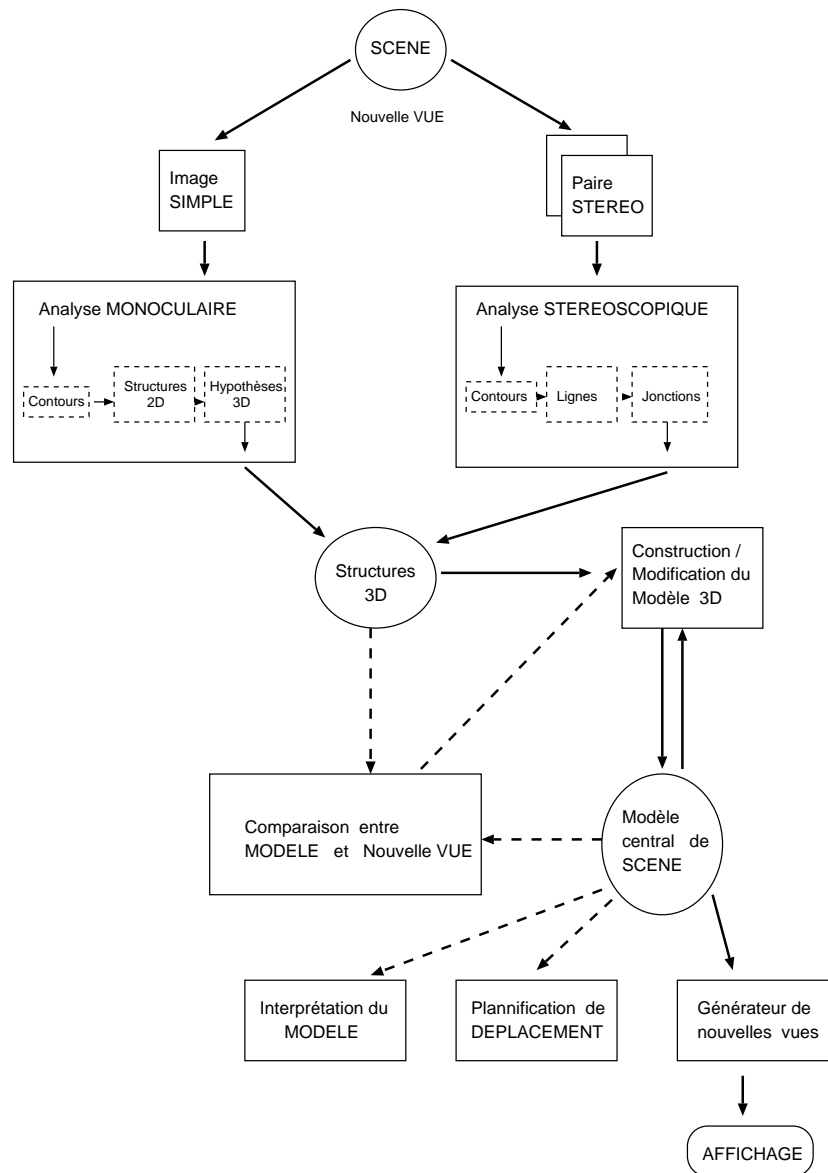 SCENE
Nouvelle VUE
Image
SIMPLE
Paire
STEREO
Analyse MONOCULAIRE
Contours
Structures
2D
Hypothèses
3D
Analyse STEREOSCOPIQUE
Contours
Lignes
Jonctions
Structures
3D
Construction /
Modification du
Modèle 3D
Comparaison entre
MODELE et Nouvelle VUE
Modèle
central de
SCENE
Interprétation du
MODELE
Plannification de
DEPLACEMENT
Générateur de
nouvelles vues
AFFICHAGE